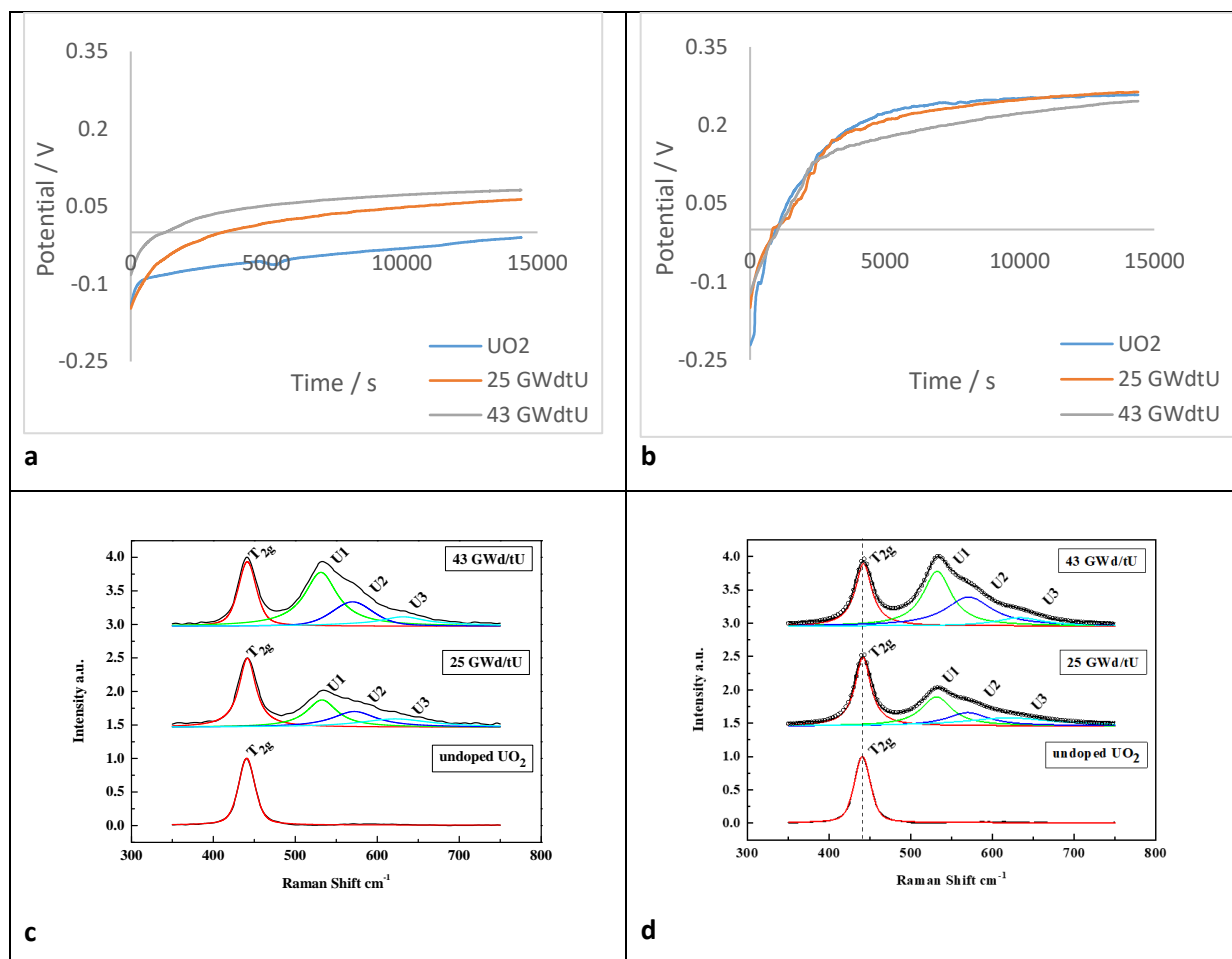 0.35
0.2
0.05
-0.1
-0.25
Potential / V
0
5000
10000
15000
Time / s
UO2
25 GWdtU
43 GWdtU
a
0.35
0.2
0.05
-0.1
-0.25
Potential / V
0
5000
10000
15000
Time / s
UO2
25 GWdtU
43 GWdtU
b
4.0
3.5
3.0
2.5
2.0
1.5
1.0
0.5
0.0
Intensity a.u.
T2g
U1
U2
U3
43 GWd/tU
T2g
U1
U2
U3
25 GWd/tU
T2g
undoped UO2
300 400 500 600 700 800
Raman Shift cm-1
c
4.0
3.5
3.0
2.5
2.0
1.5
1.0
0.5
0.0
Intensity a.u.
T2g
U1
U2
U3
43 GWd/tU
T2g
U1
U2
U3
25 GWd/tU
T2g
undoped UO2
300 400 500 600 700 800
Raman Shift cm-1
d